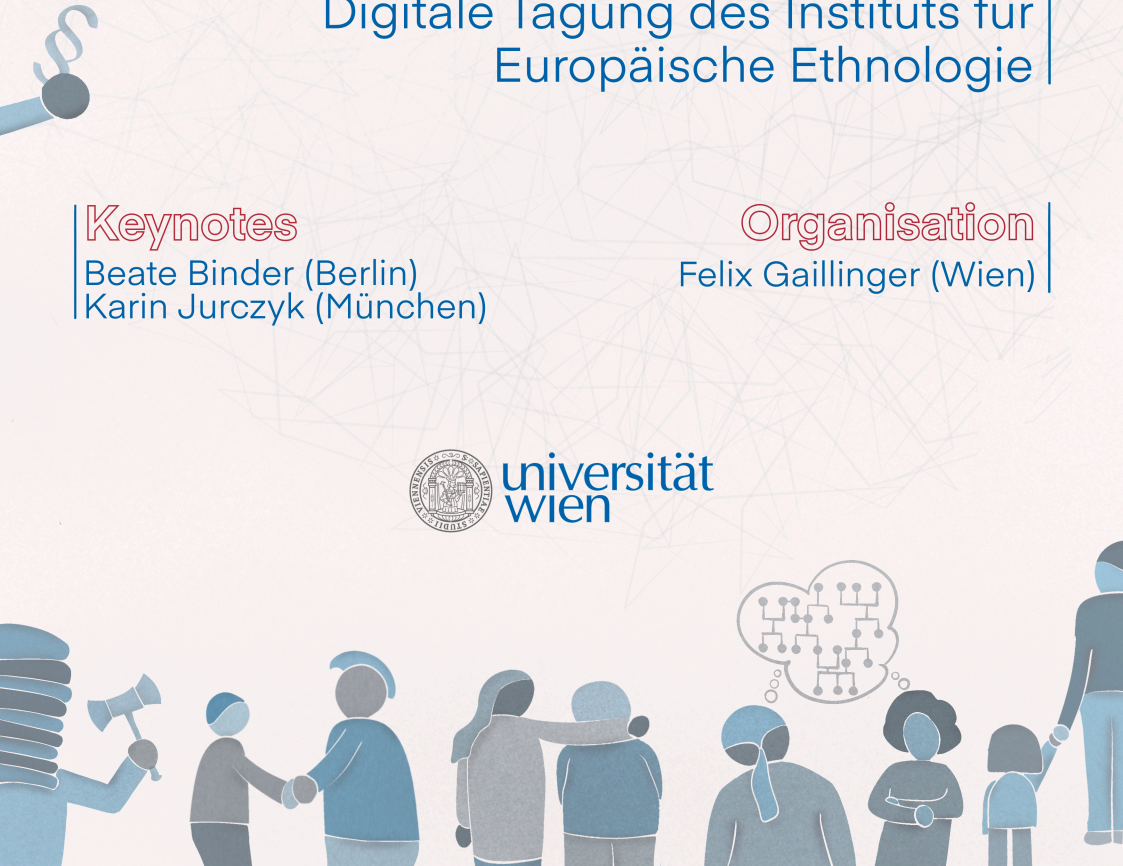 Digitale Tagung des Instituts für
Europäische Ethnologie
Keynotes
Beate Binder (Berlin)
Karin Jurczyk (München)
Organisation
Felix Gaillinger (Wien)
universität
wien
§